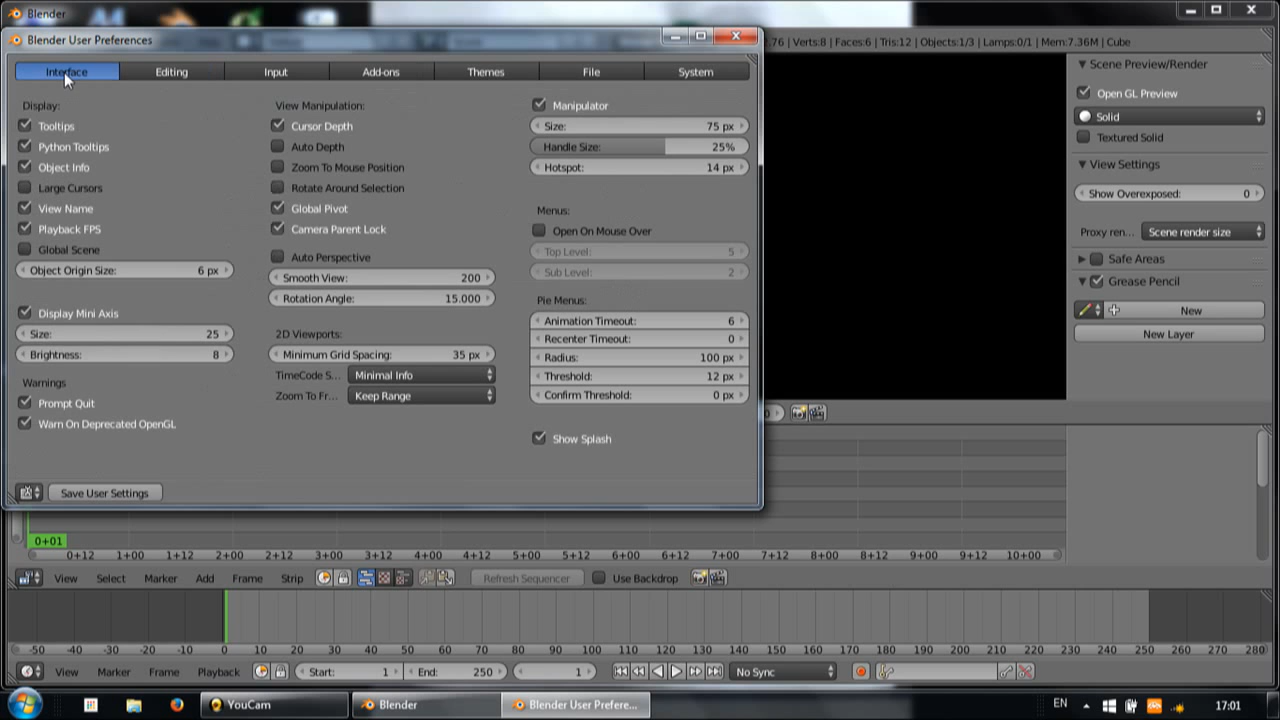 Blender
Blender User Preferences
.76 | Verts:8 | Faces:6 | Tris:12 | Objects:1/3 | Lamps:0/1 | Mem:7.36M | Cube
Interface
Editing
Input
Add-ons
Themes
File
System
Display:
Tooltips
Python Tooltips
Object Info
Large Cursors
View Name
Playback FPS
Global Scene
Object Origin Size: 6 px
Display Mini Axis
Size: 25
Brightness: 8
Warnings
Prompt Quit
Warn On Deprecated OpenGL
View Manipulation:
Cursor Depth
Auto Depth
Zoom To Mouse Position
Rotate Around Selection
Global Pivot
Camera Parent Lock
Auto Perspective
Smooth View: 200
Rotation Angle: 15.000
2D Viewports:
Minimum Grid Spacing: 35 px
TimeCode S... Minimal Info
Zoom To Fr... Keep Range
Manipulator
Size: 75 px
Handle Size: 25%
Hotspot: 14 px
Menus:
Open On Mouse Over
Top Level: 5
Sub Level: 2
Pie Menus:
Animation Timeout: 6
Recenter Timeout: 0
Radius: 100 px
Threshold: 12 px
Confirm Threshold: 0 px
Show Splash
Save User Settings
Scene Preview/Render
Open GL Preview
Solid
Textured Solid
View Settings
Show Overexposed: 0
Proxy ren... Scene render size
Safe Areas
Grease Pencil
New
New Layer
0+01
0+12 1+00 1+12 2+00 2+12 3+00 3+12 4+00 4+12 5+00 5+12 6+00 6+12 7+00 7+12 8+00 8+12 9+00 9+12 10+00
View Select Marker Add Frame Strip Refresh Sequencer Use Backdrop
-50 -40 -30 -20 -10 0 10 20 30 40 50 60 70 80 90 100 110 120 130 140 150 160 170 180 190 200 210 220 230 240 250 260 270 280
View Marker Frame Playback Start: 1 End: 250 1 No Sync
YouCam Blender Blender User Prefere... EN 17:01